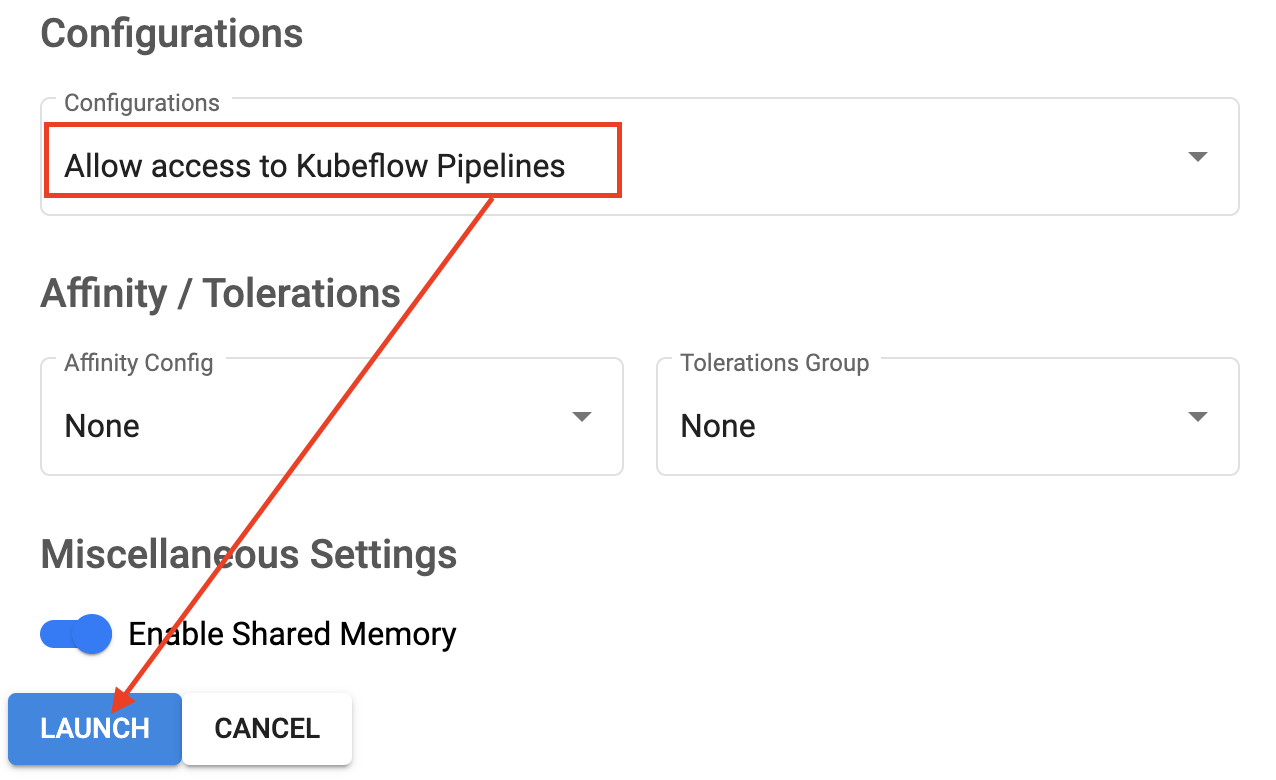 Configurations
Configurations
Allow access to Kubeflow Pipelines
Affinity / Tolerations
Affinity Config
Tolerations Group
None
None
Miscellaneous Settings
Enable Shared Memory
LAUNCH CANCEL